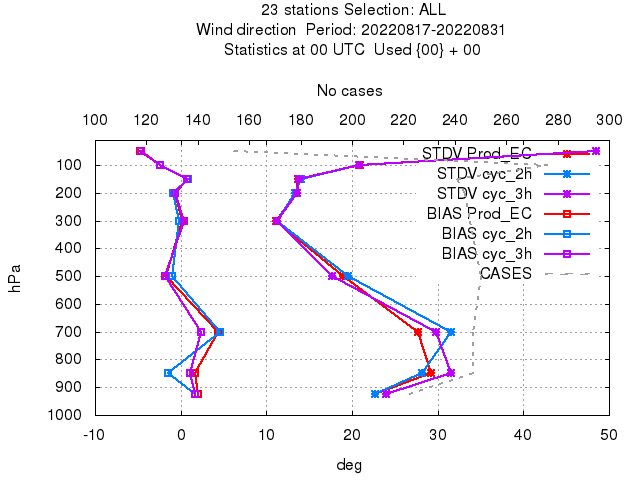 23 stations Selection: ALL
Wind direction  Period: 20220817-20220831
Statistics at 00 UTC  Used {00} + 00
No cases
100 120 140 160 180 200 220 240 260 280 300
STDV Prod_EC
STDV cyc_2h
STDV cyc_3h
BIAS Prod_EC
BIAS cyc_2h
BIAS cyc_3h
CASES
hPa
100
200
300
400
500
600
700
800
900
1000
-10 0 10 20 30 40 50
deg